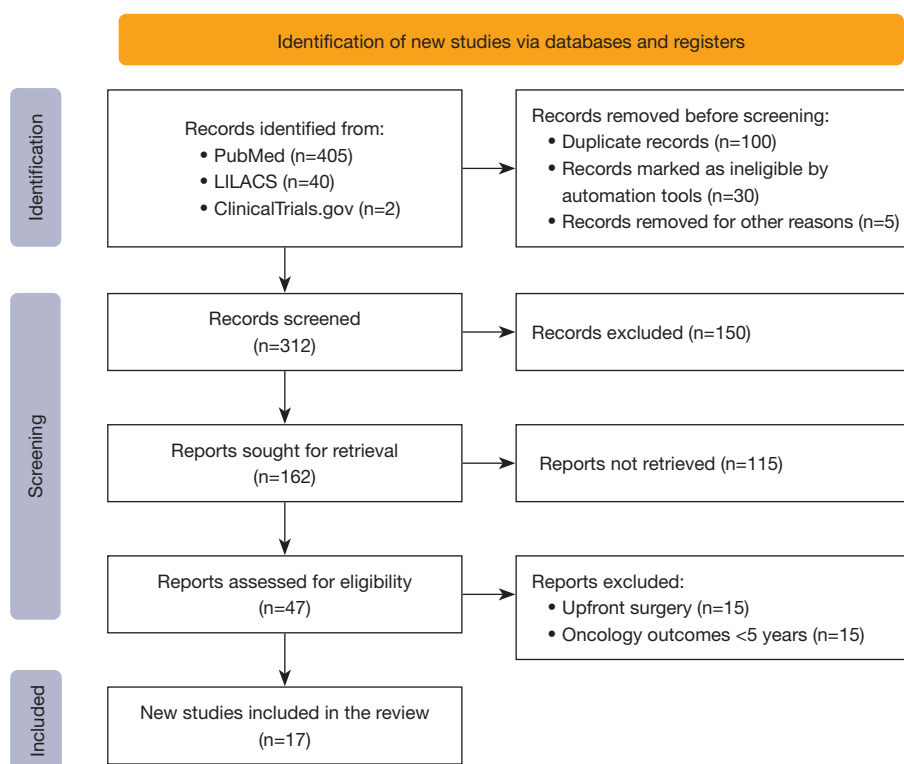 Identification of new studies via databases and registers
Identification
Records identified from:
• PubMed (n=405)
• LILACS (n=40)
• ClinicalTrials.gov (n=2)
Records removed before screening:
• Duplicate records (n=100)
• Records marked as ineligible by
automation tools (n=30)
• Records removed for other reasons (n=5)
Screening
Records screened
(n=312)
Records excluded (n=150)
Reports sought for retrieval
(n=162)
Reports not retrieved (n=115)
Reports assessed for eligibility
(n=47)
Reports excluded:
• Upfront surgery (n=15)
• Oncology outcomes <5 years (n=15)
Included
New studies included in the review
(n=17)